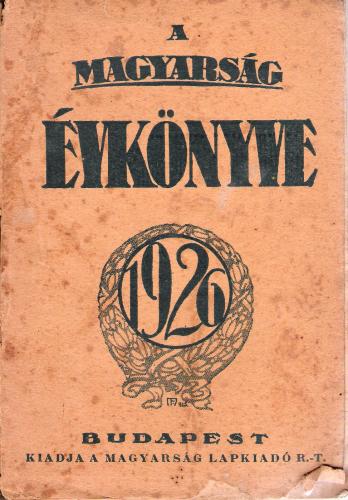 A
MAGYARSÁG
ÉVKÖNYVE
1926
BUDAPEST
KIADJA A MAGYARSÁG LAPKIADÓ R.-T.